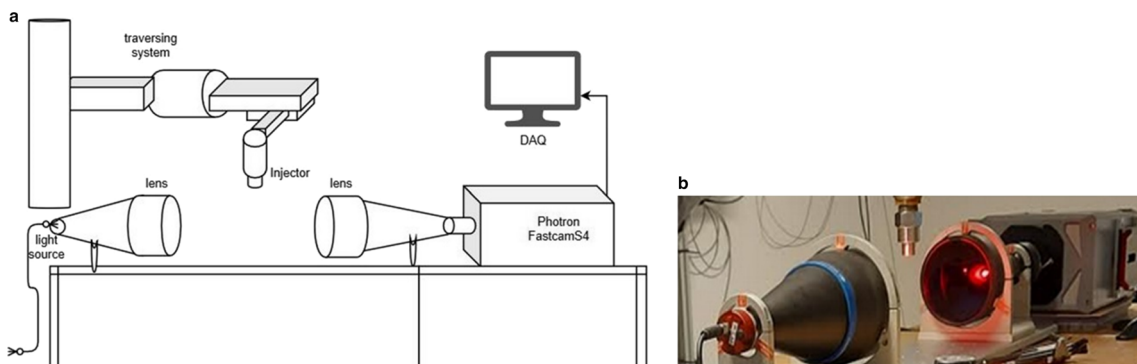 a
traversing
system
DAQ
Injector
lens
lens
Photron
FastcamS4
light
source
b